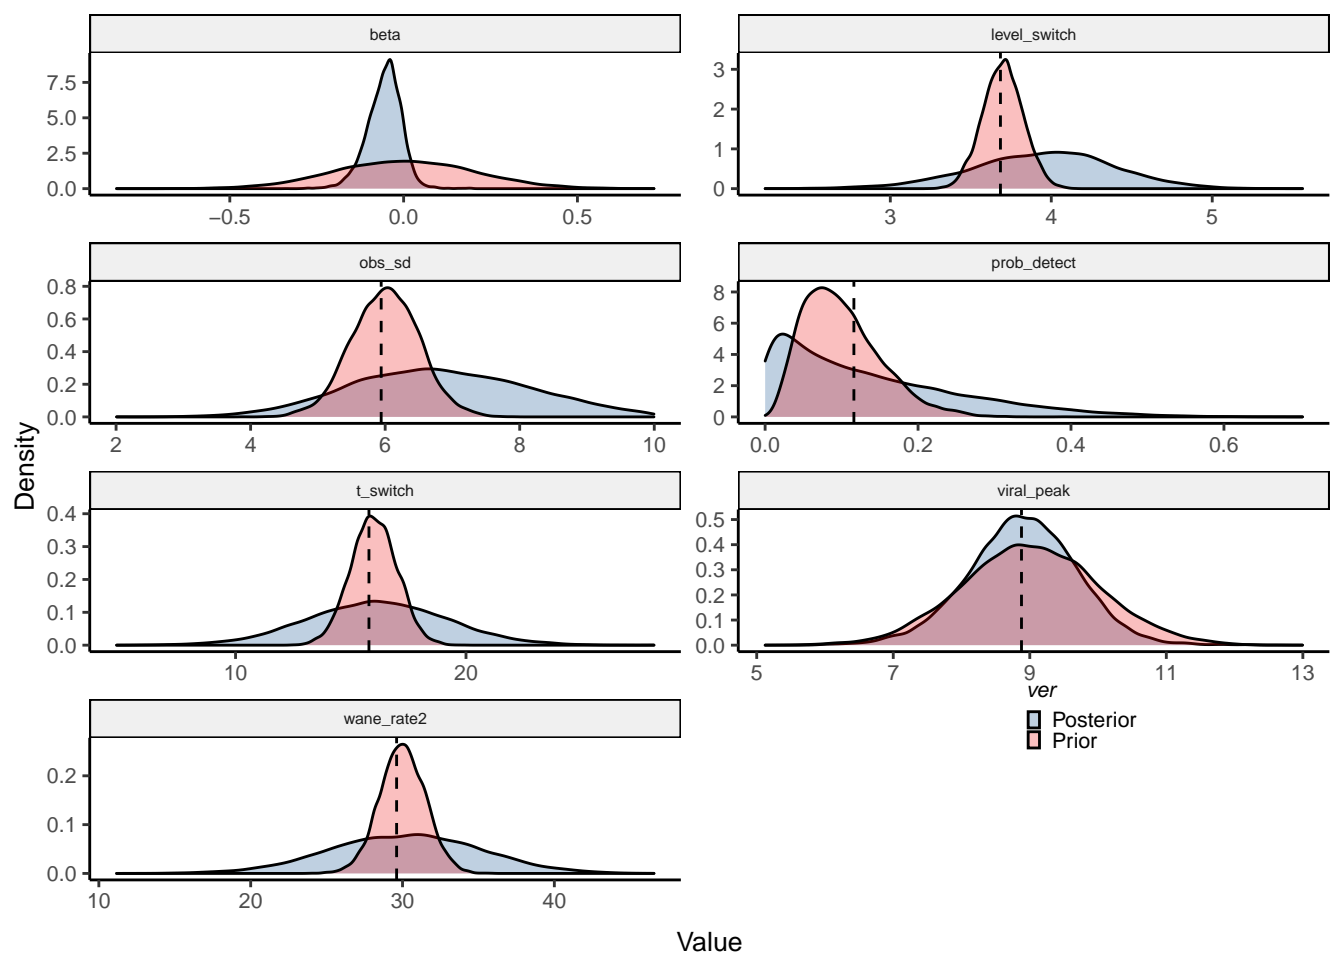 beta
level_switch
7.5
5.0
2.5
0.0
−0.5 0.0 0.5
3
2
1
0
3 4 5
obs_sd
prob_detect
0.8
0.6
0.4
0.2
0.0
2 4 6 8 10
8
6
4
2
0
0.0 0.2 0.4 0.6
Density
t_switch
viral_peak
0.4
0.3
0.2
0.1
0.0
10 20
0.5
0.4
0.3
0.2
0.1
0.0
5 7 9 11 13
wane_rate2
0.2
0.1
0.0
10 20 30 40
ver
Posterior
Prior
Value